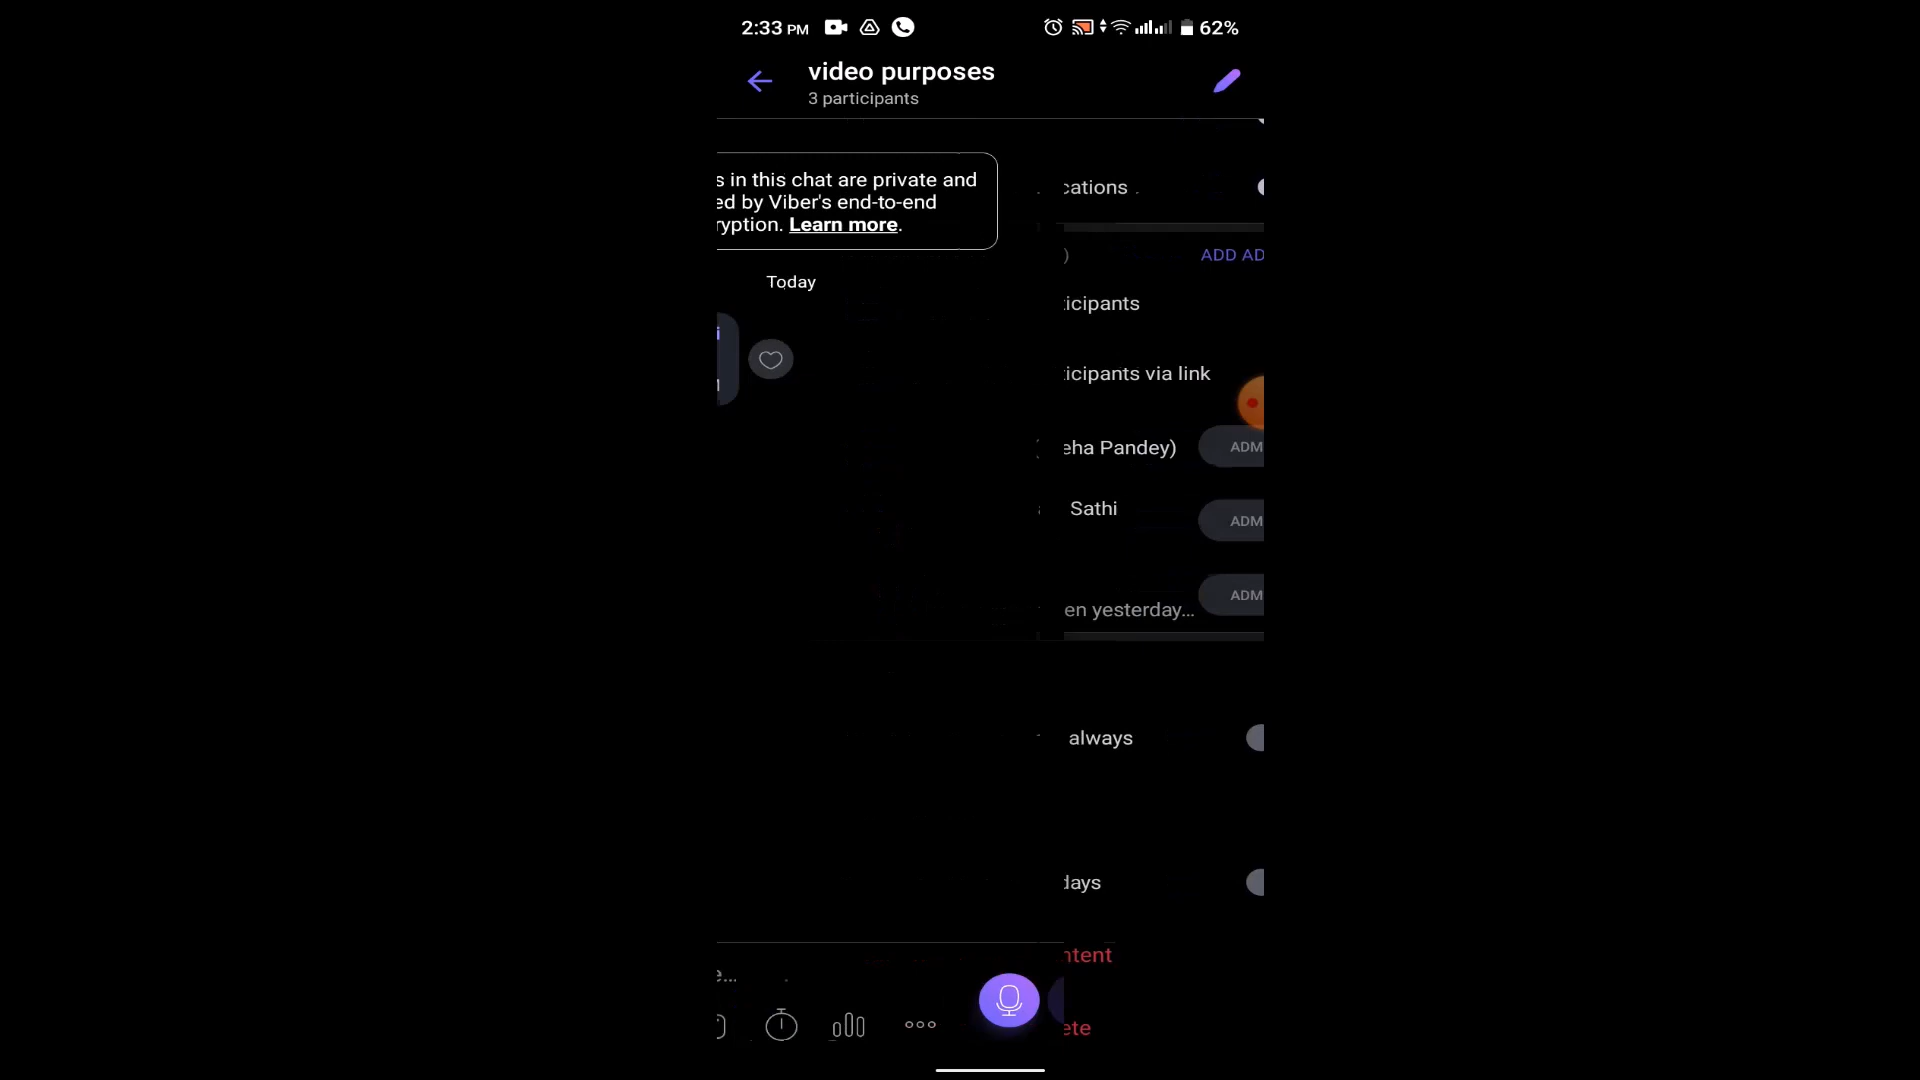 2:33 PM
62%
video purposes
3 participants
s in this chat are private and
ed by Viber's end-to-end
ryption. Learn more.
Today
cations
ADD AD
ticipants
ticipants via link
eha Pandey)
ADM
Sathi
ADM
en yesterday...
ADM
always
days
ntent
e...
ete